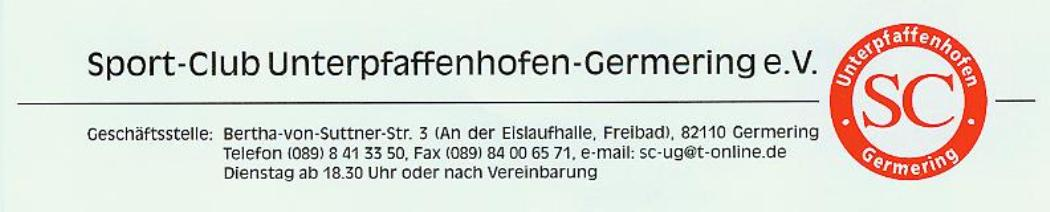 Sport-Club Unterpfaffenhofen-Germering e.V.
Unterpfaffenhofen
SC
Germering
Geschäftsstelle: Bertha-von-Suttner-Str. 3 (An der Eislaufhalle, Freibad), 82110 Germering
Telefon (089) 8 41 33 50, Fax (089) 84 00 65 71, e-mail: sc-ug@t-online.de
Dienstag ab 18.30 Uhr oder nach Vereinbarung